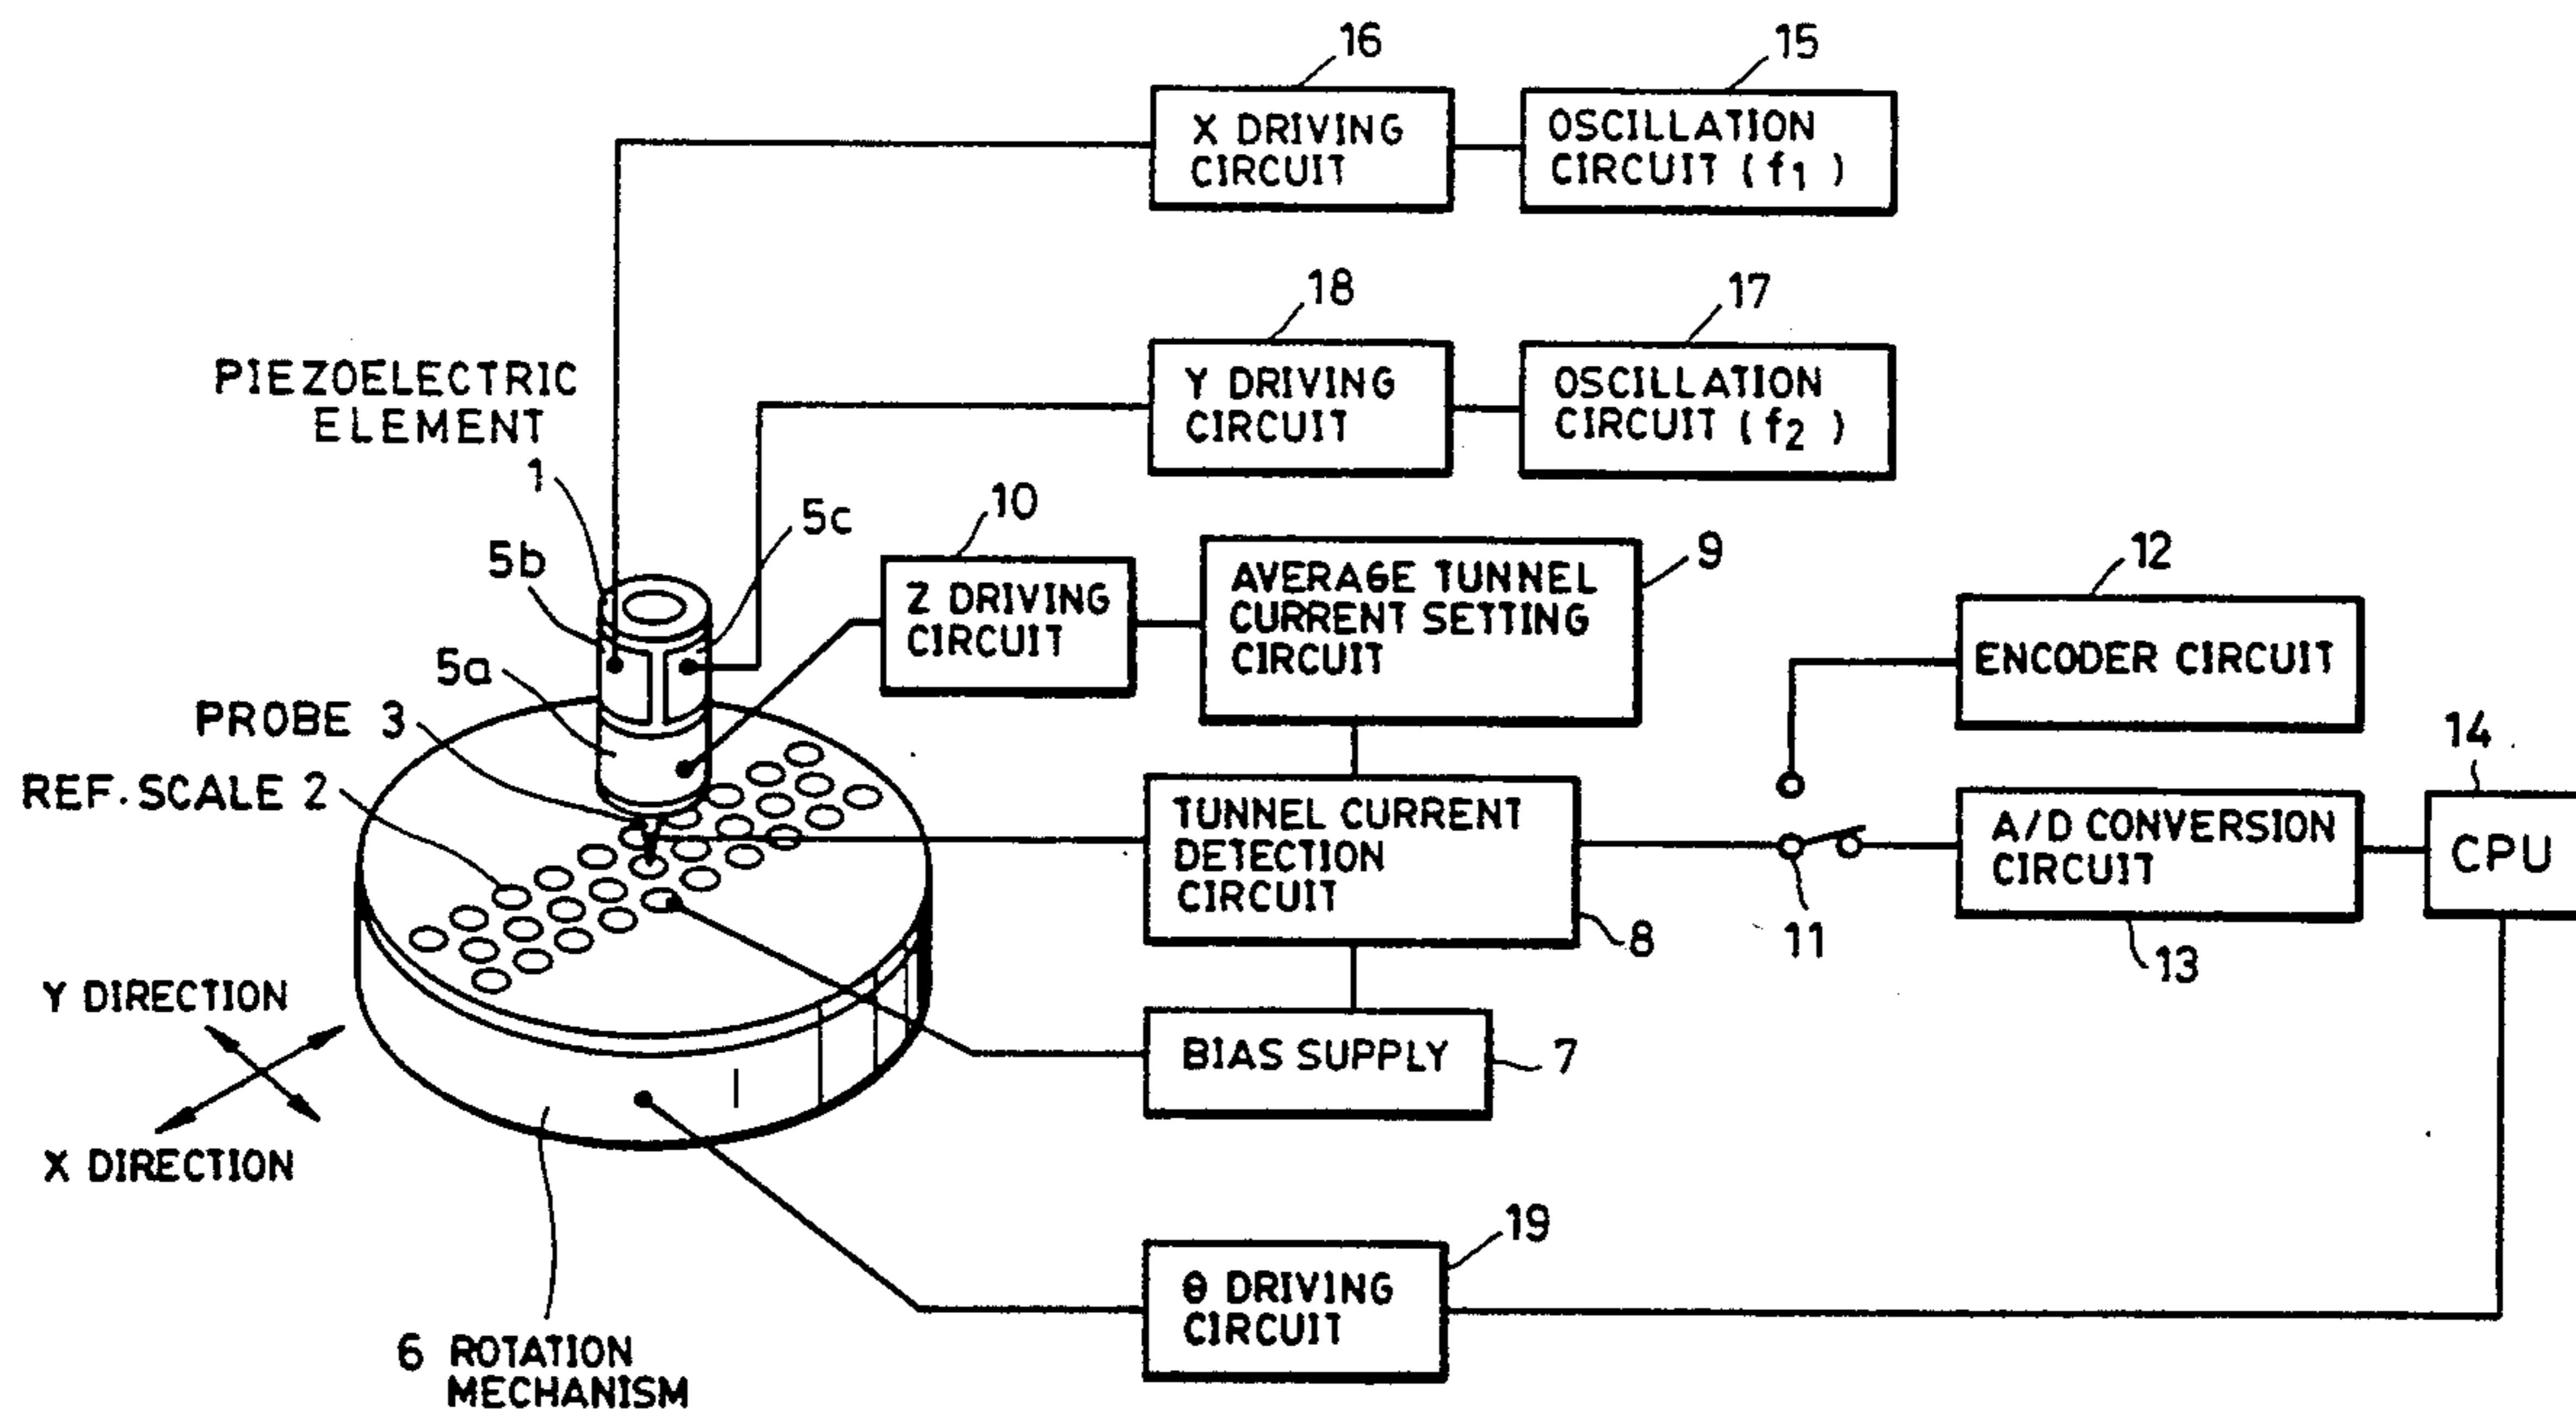 16
15
X DRIVING
CIRCUIT
OSCILLATION
CIRCUIT (f1)
18
17
Y DRIVING
CIRCUIT
OSCILLATION
CIRCUIT (f2)
PIEZOELECTRIC
ELEMENT
1
5b
5c
5a
10
Z DRIVING
CIRCUIT
9
AVERAGE TUNNEL
CURRENT SETTING
CIRCUIT
12
ENCODER CIRCUIT
PROBE 3
REF. SCALE 2
TUNNEL CURRENT
DETECTION
CIRCUIT
8
11
A/D CONVERSION
CIRCUIT
13
14
CPU
Y DIRECTION
X DIRECTION
BIAS SUPPLY
7
19
θ DRIVING
CIRCUIT
6 ROTATION
MECHANISM